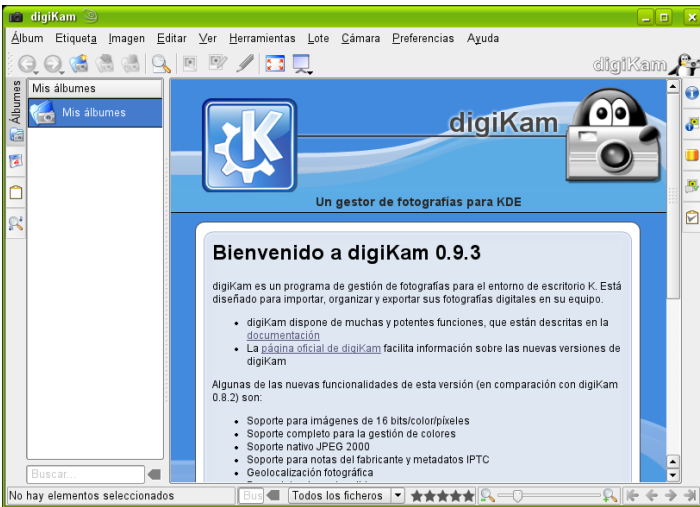 digiKam
Álbum Etiqueta Imagen Editar Ver Herramientas Lote Cámara Preferencias Ayuda
digiKam
Álbumes
Mis álbumes
Mis álbumes
digiKam
Un gestor de fotografías para KDE
Bienvenido a digiKam 0.9.3
digiKam es un programa de gestión de fotografías para el entorno de escritorio K. Está
diseñado para importar, organizar y exportar sus fotografías digitales en su equipo.
• digiKam dispone de muchas y potentes funciones, que están descritas en la
documentación
• La página oficial de digiKam facilita información sobre las nuevas versiones de
digiKam
Algunas de las nuevas funcionalidades de esta versión (en comparación con digiKam
0.8.2) son:
• Soporte para imágenes de 16 bits/color/píxeles
• Soporte completo para la gestión de colores
• Soporte nativo JPEG 2000
• Soporte para notas del fabricante y metadatos IPTC
• Geolocalización fotográfica
Buscar...
No hay elementos seleccionados
Bus
Todos los ficheros